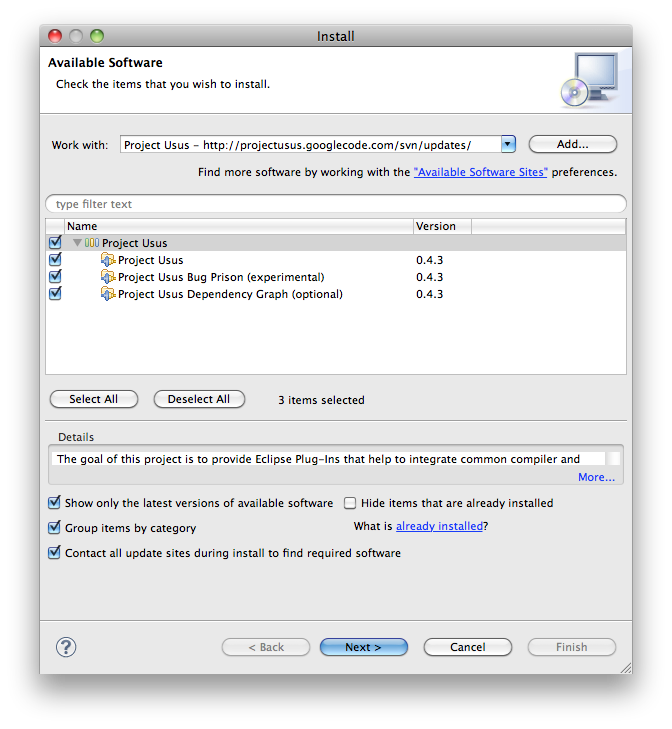 Install
Available Software
Check the items that you wish to install.
Work with: Project Usus – http://projectusus.googlecode.com/svn/updates/ Add...
Find more software by working with the "Available Software Sites" preferences.
type filter text
Name Version
Project Usus
Project Usus 0.4.3
Project Usus Bug Prison (experimental) 0.4.3
Project Usus Dependency Graph (optional) 0.4.3
Select All Deselect All 3 items selected
Details
The goal of this project is to provide Eclipse Plug-Ins that help to integrate common compiler and
More...
Show only the latest versions of available software Hide items that are already installed
Group items by category What is already installed?
Contact all update sites during install to find required software
? < Back Next > Cancel Finish